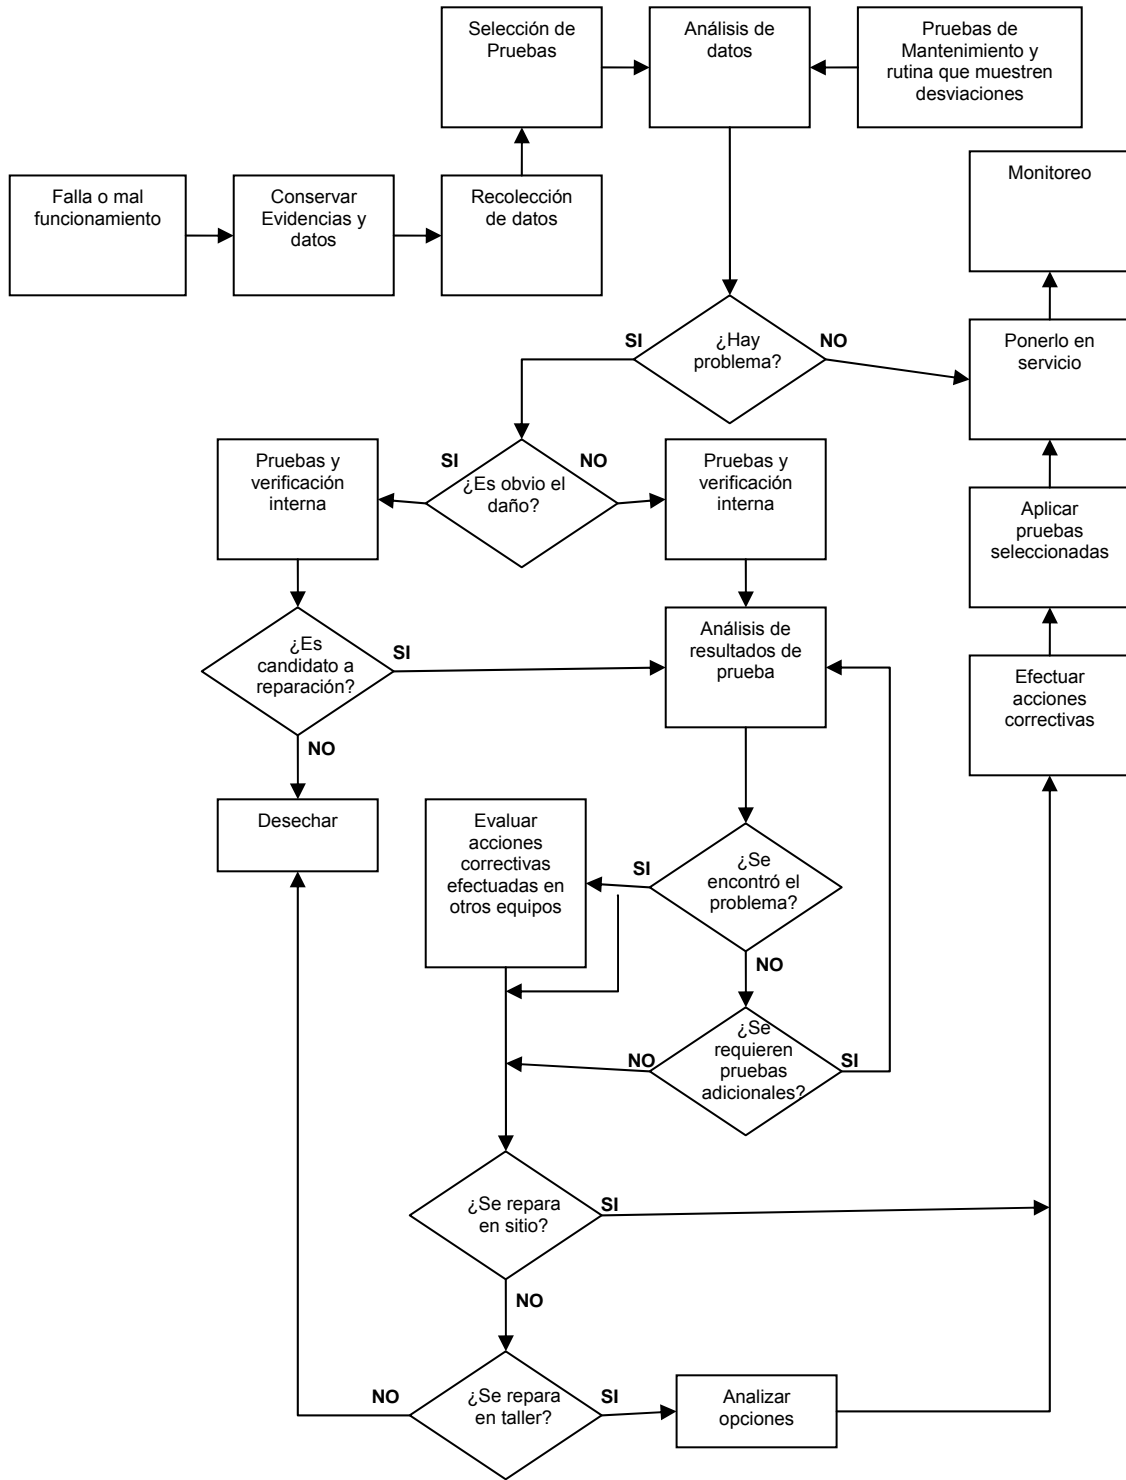 Selección de
Pruebas
Análisis de
datos
Pruebas de
Mantenimiento y
rutina que muestren
desviaciones
Falla o mal
funcionamiento
Conservar
Evidencias y
datos
Recolección
de datos
Monitoreo
SI
¿Hay
problema?
NO
Ponerlo en
servicio
Pruebas y
verificación
interna
SI
¿Es obvio el
daño?
NO
Pruebas y
verificación
interna
Aplicar
pruebas
seleccionadas
¿Es
candidato a
reparación?
SI
NO
Análisis de
resultados de
prueba
Efectuar
acciones
correctivas
Desechar
Evaluar
acciones
correctivas
efectuadas en
otros equipos
SI
¿Se
encontró el
problema?
NO
NO
¿Se
requieren
pruebas
adicionales?
SI
¿Se repara
en sitio?
SI
NO
NO
¿Se repara
en taller?
SI
Analizar
opciones